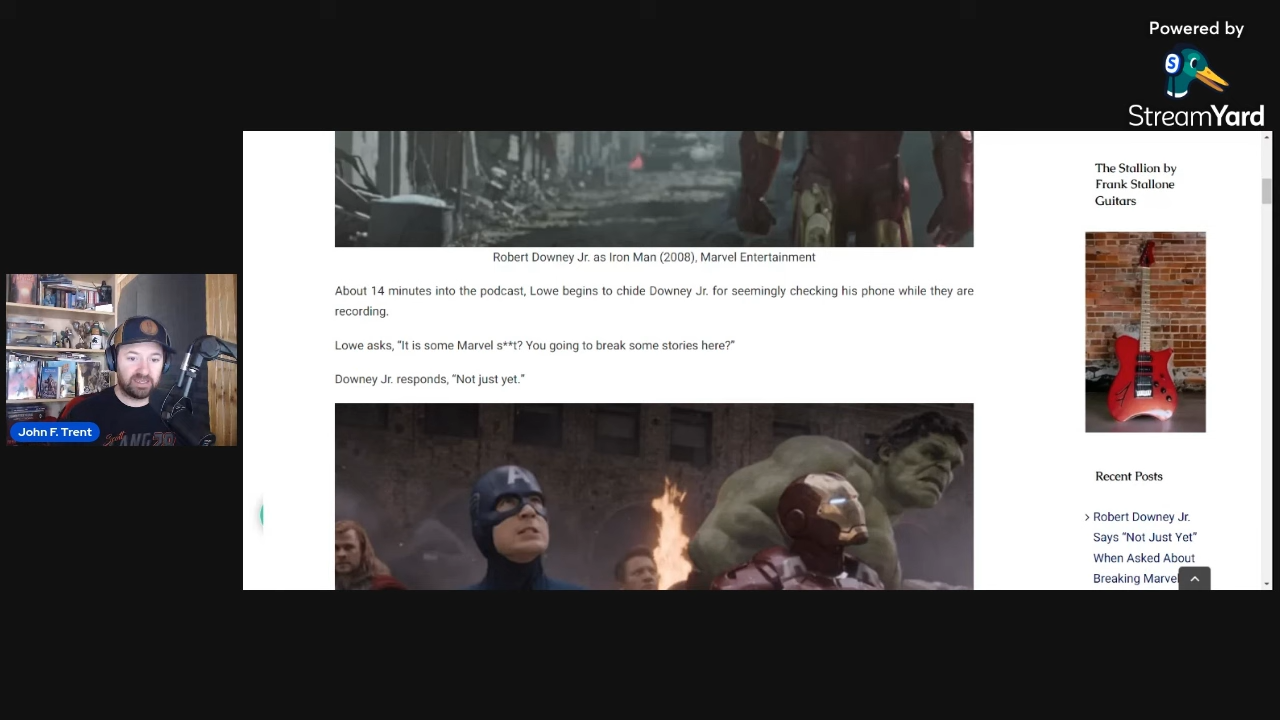 Powered by
S
StreamYard
The Stallion by
Frank Stallone
Guitars
Robert Downey Jr. as Iron Man (2008), Marvel Entertainment
About 14 minutes into the podcast, Lowe begins to chide Downey Jr. for seemingly checking his phone while they are
recording.
Lowe asks, “It is some Marvel s**t? You going to break some stories here?”
Downey Jr. responds, “Not just yet.”
John F. Trent
A
Recent Posts
Robert Downey Jr.
Says “Not Just Yet”
When Asked About
Breaking Marvel